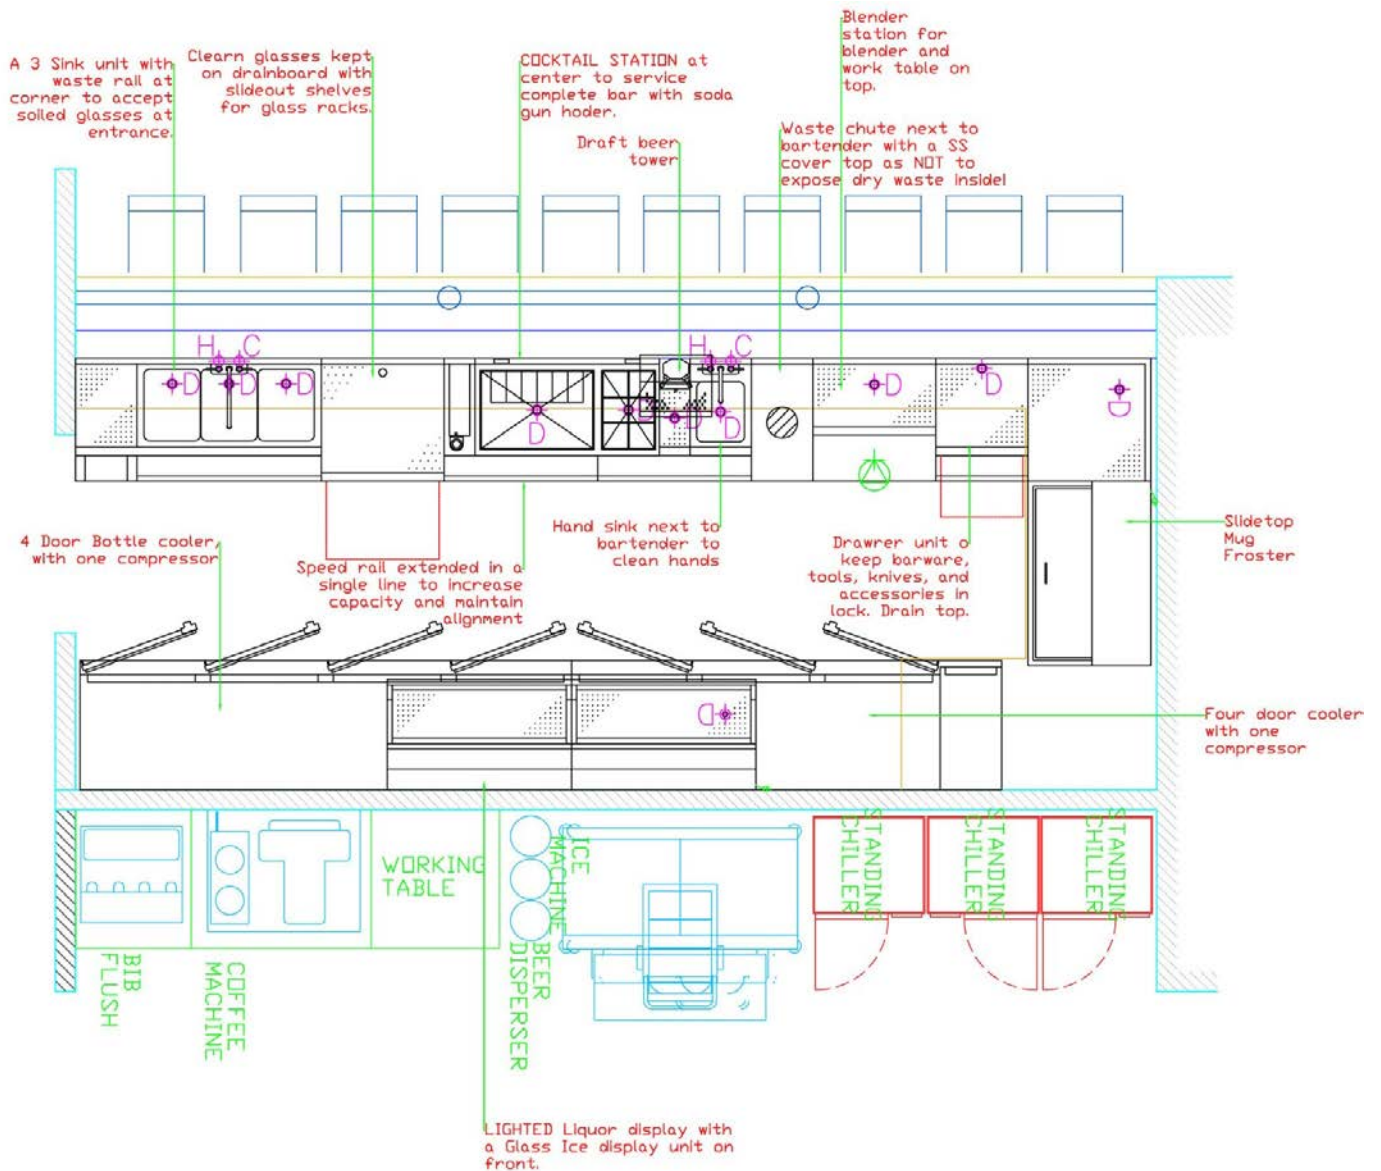 A 3 Sink unit with
waste rail at
corner to accept
soiled glasses at
entrance.
Clearn glasses kept
on drainboard with
slideout shelves
for glass racks.
COCKTAIL STATION at
center to service
complete bar with soda
gun hoder.
Draft beer
tower
Blender
station for
blender and
work table on
top.
Waste chute next to
bartender with a SS
cover top as NOT to
expose dry waste inside!
H C
D D D
D
H C
D
D
D
D
D
4 Door Bottle cooler,
with one compressor
Speed rail extended in a
single line to increase
capacity and maintain
alignment
Hand sink next to
bartender to
clean hands
Drawrer unit o
keep barware,
tools, knives, and
accessories in
lock. Drain top.
Slidetop
Mug
Froster
D
Four door cooler
with one
compressor
BIB
FLUSH
COFFEE
MACHINE
WORKING
TABLE
ICE
MACHINE
BEER
DISPERSER
STANDING
CHILLER
STANDING
CHILLER
STANDING
CHILLER
LIGHTED Liquor display with
a Glass Ice display unit on
front.